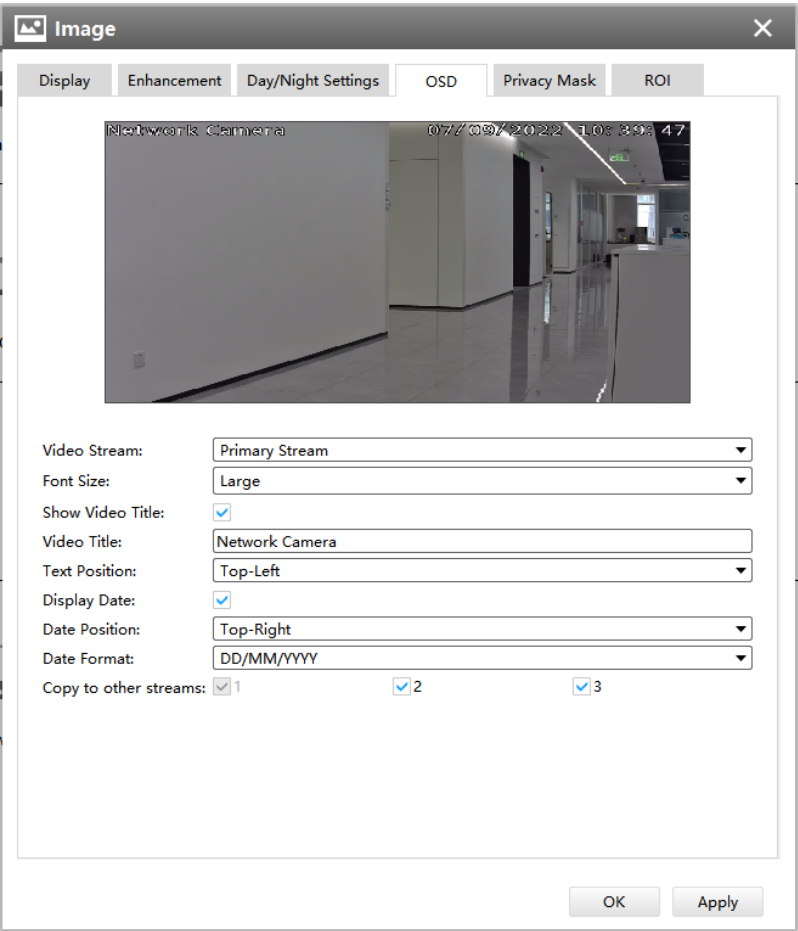 Image
Display Enhancement Day/Night Settings OSD Privacy Mask ROI
Network Camera 07/09/2022 10:39:47
Video Stream: Primary Stream
Font Size: Large
Show Video Title:
Video Title: Network Camera
Text Position: Top-Left
Display Date:
Date Position: Top-Right
Date Format: DD/MM/YYYY
Copy to other streams: 1 2 3
OK Apply